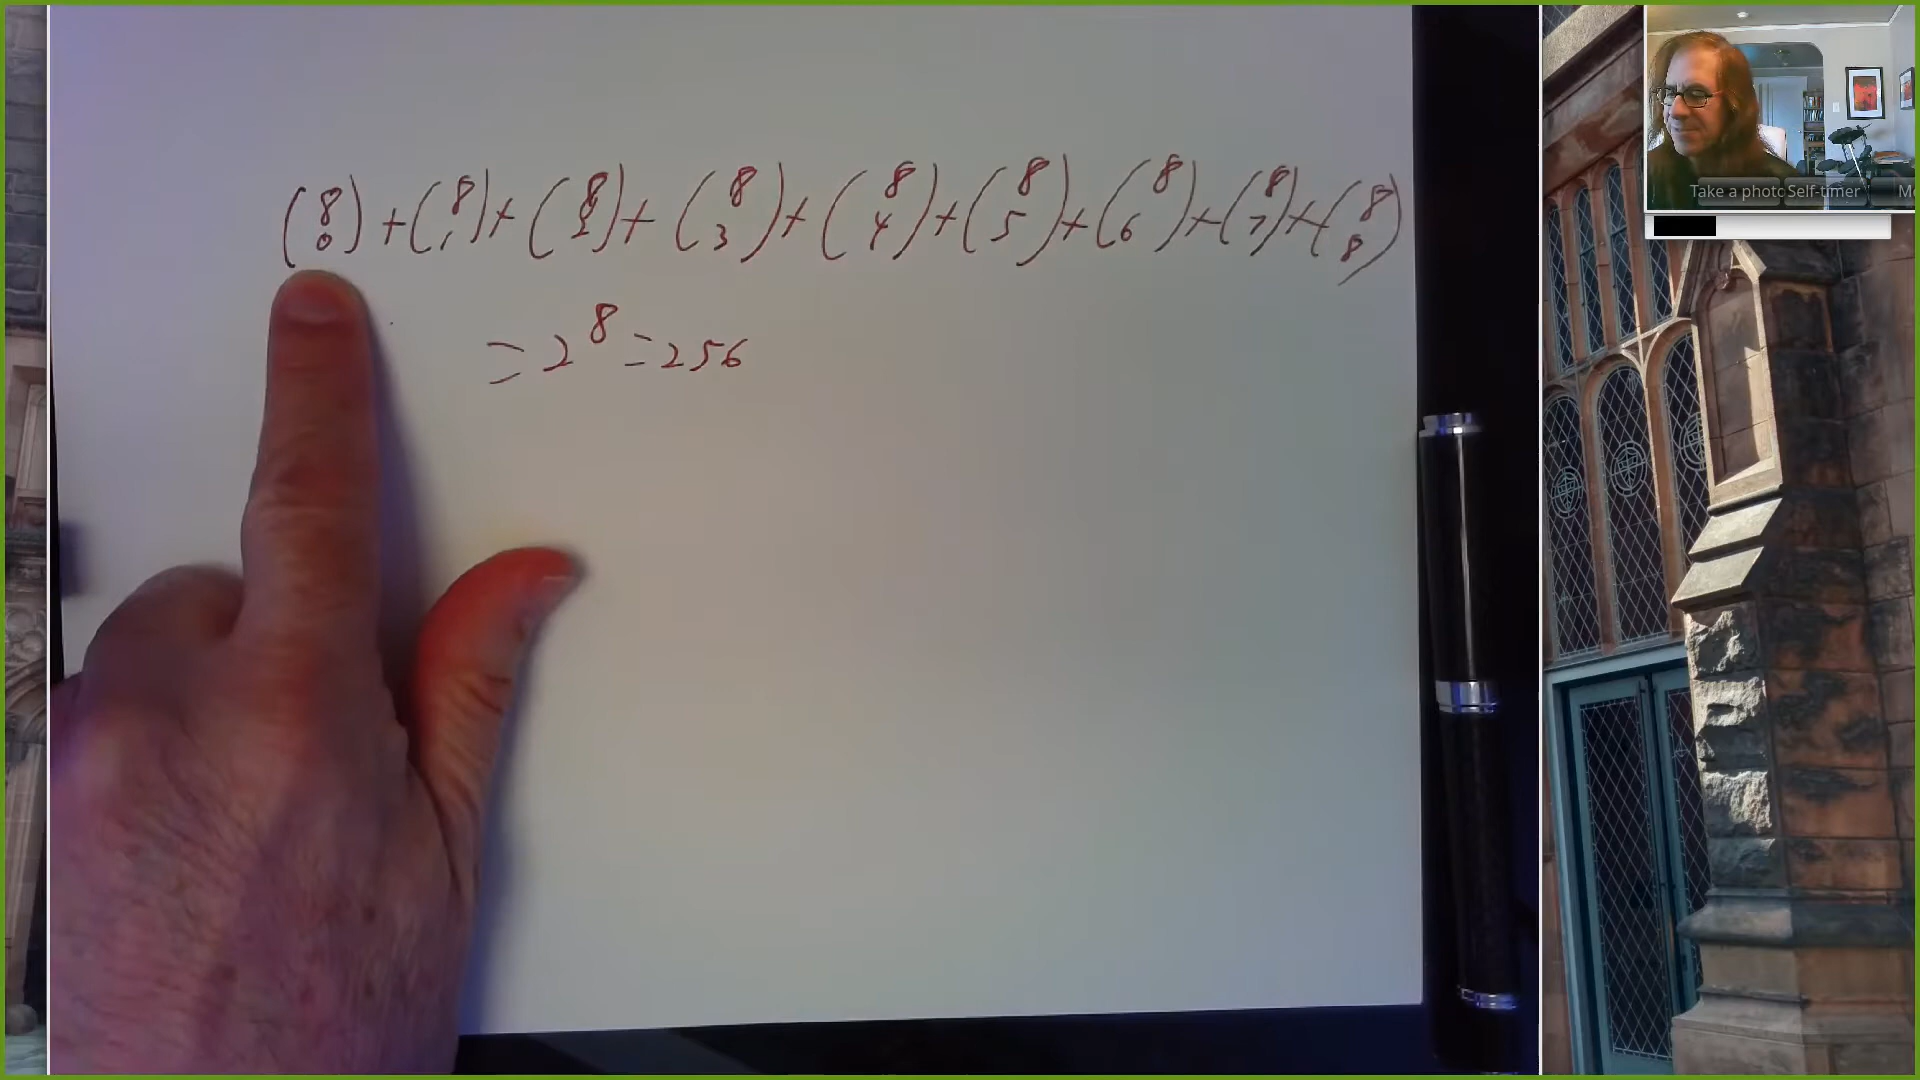 Take a photo Self-timer M
(8 0) + (8 1) + (8 2) + (8 3) + (8 4) + (8 5) + (8 6) + (8 7) + (8 8)
= 2^8 = 256